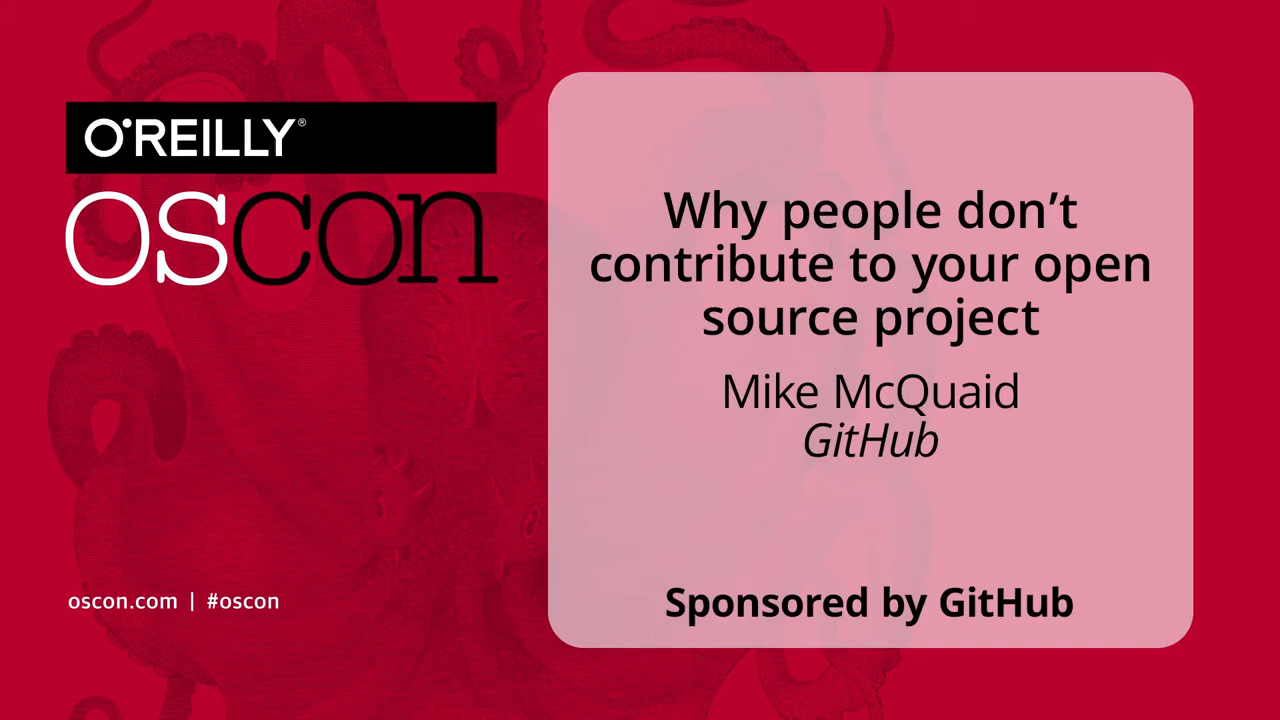 O'REILLY®
oscon
oscon.com | #oscon
Why people don’t
contribute to your open
source project
Mike McQuaid
GitHub
Sponsored by GitHub